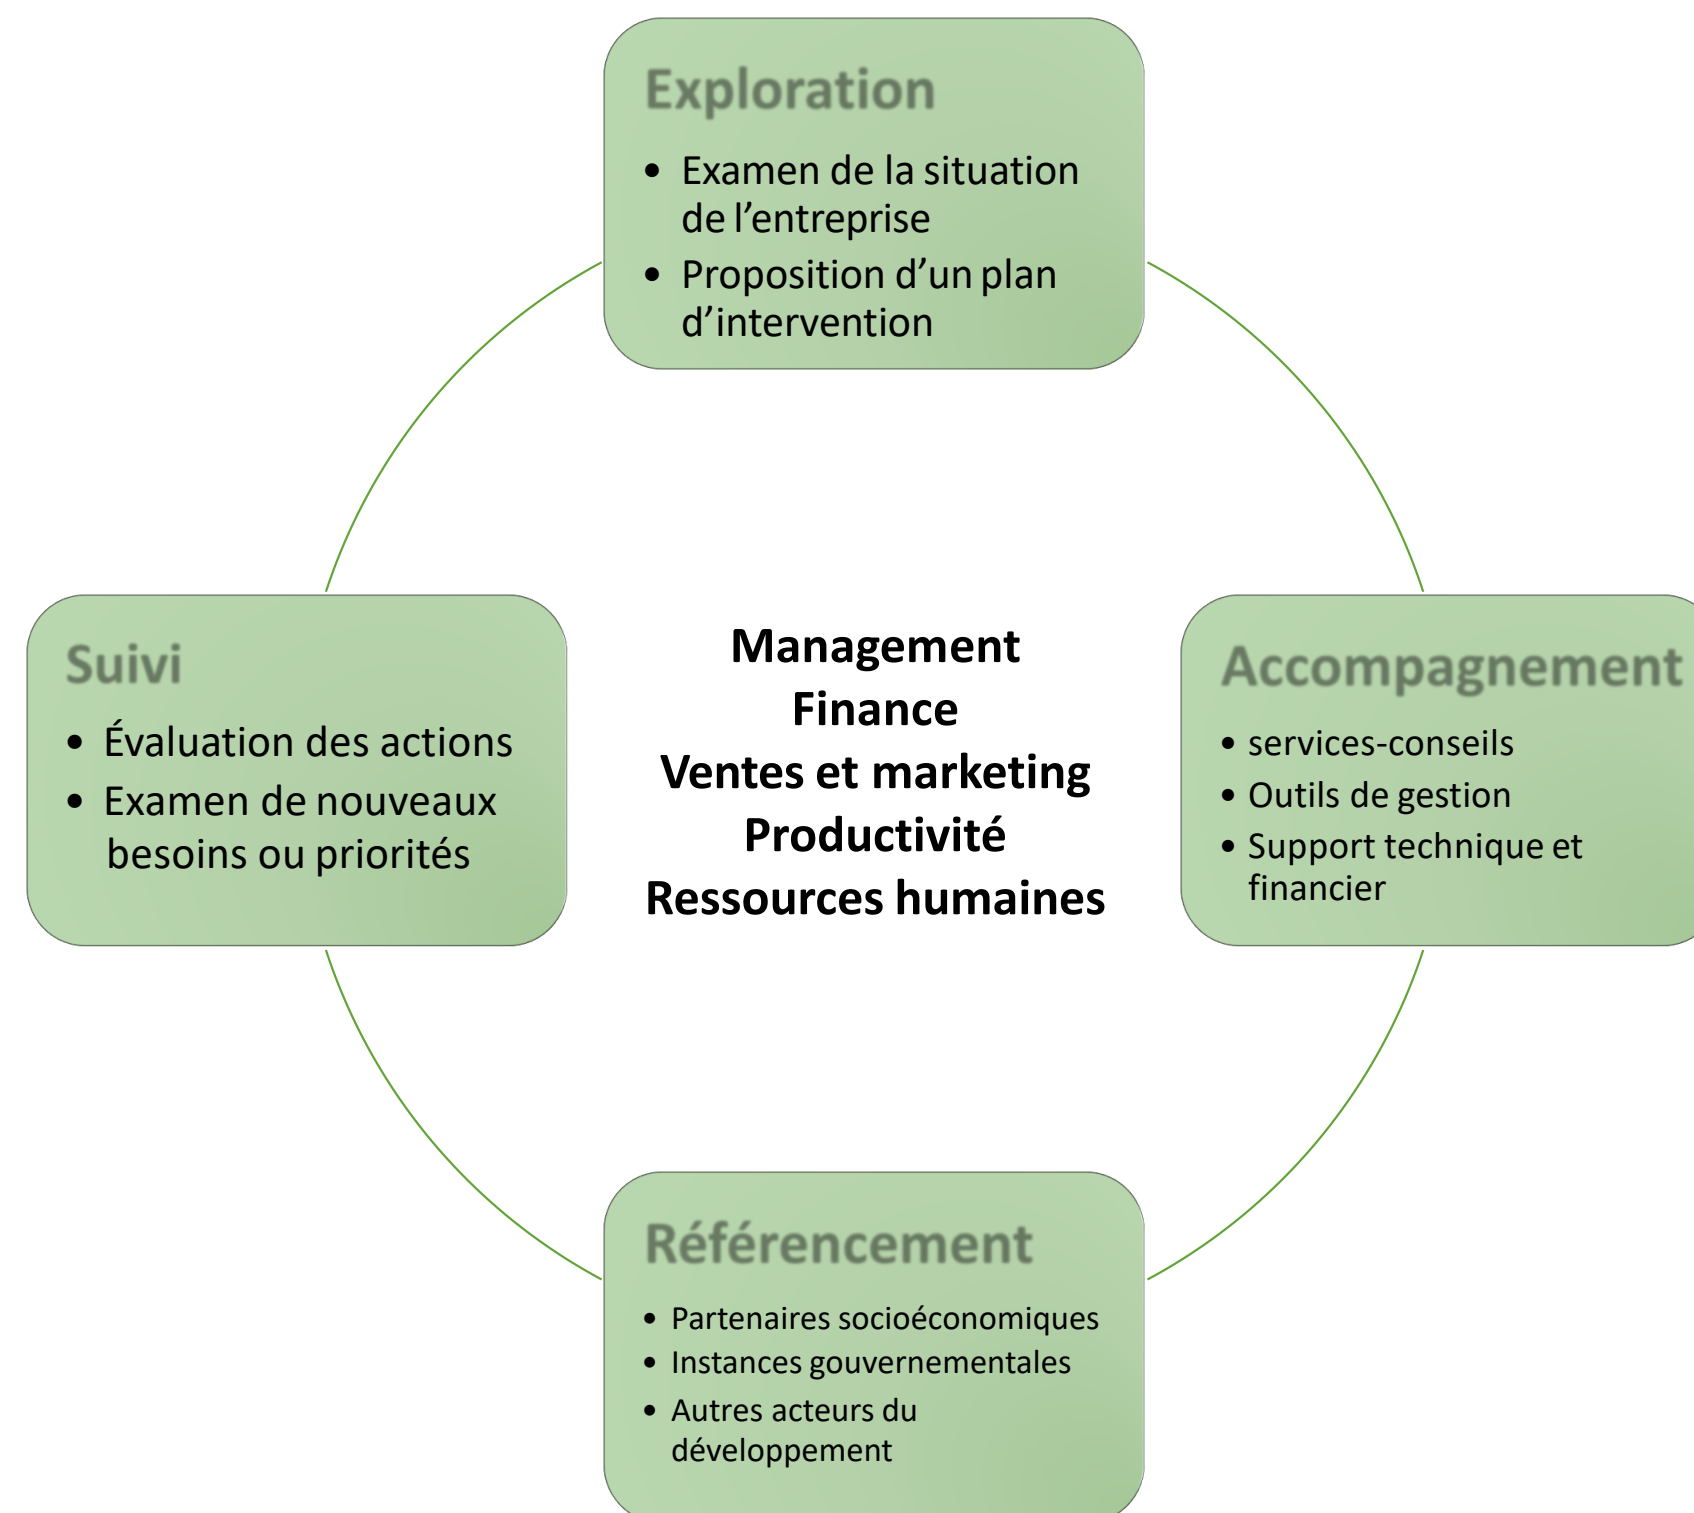 Exploration
• Examen de la situation
de l’entreprise
• Proposition d’un plan
d’intervention
Suivi
• Évaluation des actions
• Examen de nouveaux
besoins ou priorités
Management
Finance
Ventes et marketing
Productivité
Ressources humaines
Accompagnement
• services-conseils
• Outils de gestion
• Support technique et
financier
Référencement
• Partenaires socioéconomiques
• Instances gouvernementales
• Autres acteurs du
développement